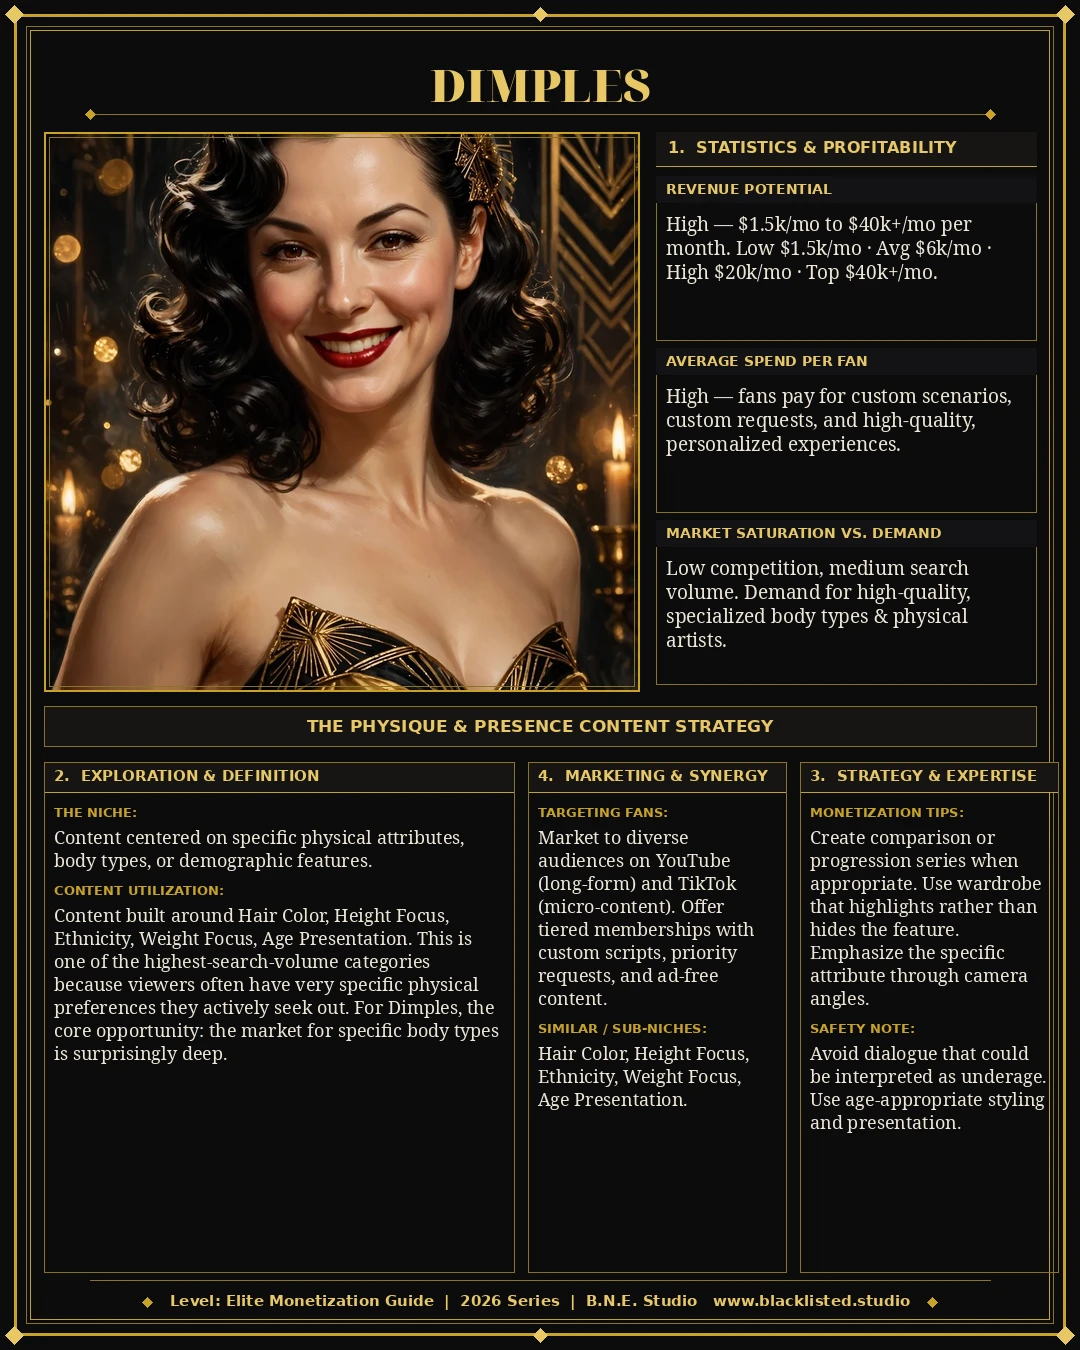 DIMPLES
1. STATISTICS & PROFITABILITY
REVENUE POTENTIAL
High — $1.5k/mo to $40k+/mo per
month. Low $1.5k/mo · Avg $6k/mo ·
High $20k/mo · Top $40k+/mo.
AVERAGE SPEND PER FAN
High — fans pay for custom scenarios,
custom requests, and high-quality,
personalized experiences.
MARKET SATURATION VS. DEMAND
Low competition, medium search
volume. Demand for high-quality,
specialized body types & physical
artists.
THE PHYSIQUE & PRESENCE CONTENT STRATEGY
2. EXPLORATION & DEFINITION
THE NICHE:
Content centered on specific physical attributes,
body types, or demographic features.
CONTENT UTILIZATION:
Content built around Hair Color, Height Focus,
Ethnicity, Weight Focus, Age Presentation. This is
one of the highest-search-volume categories
because viewers often have very specific physical
preferences they actively seek out. For Dimples, the
core opportunity: the market for specific body types
is surprisingly deep.
4. MARKETING & SYNERGY
TARGETING FANS:
Market to diverse
audiences on YouTube
(long-form) and TikTok
(micro-content). Offer
tiered memberships with
custom scripts, priority
requests, and ad-free
content.
SIMILAR / SUB-NICHES:
Hair Color, Height Focus,
Ethnicity, Weight Focus,
Age Presentation.
3. STRATEGY & EXPERTISE
MONETIZATION TIPS:
Create comparison or
progression series when
appropriate. Use wardrobe
that highlights rather than
hides the feature.
Emphasize the specific
attribute through camera
angles.
SAFETY NOTE:
Avoid dialogue that could
be interpreted as underage.
Use age-appropriate styling
and presentation.
Level: Elite Monetization Guide | 2026 Series | B.N.E. Studio www.blacklisted.studio